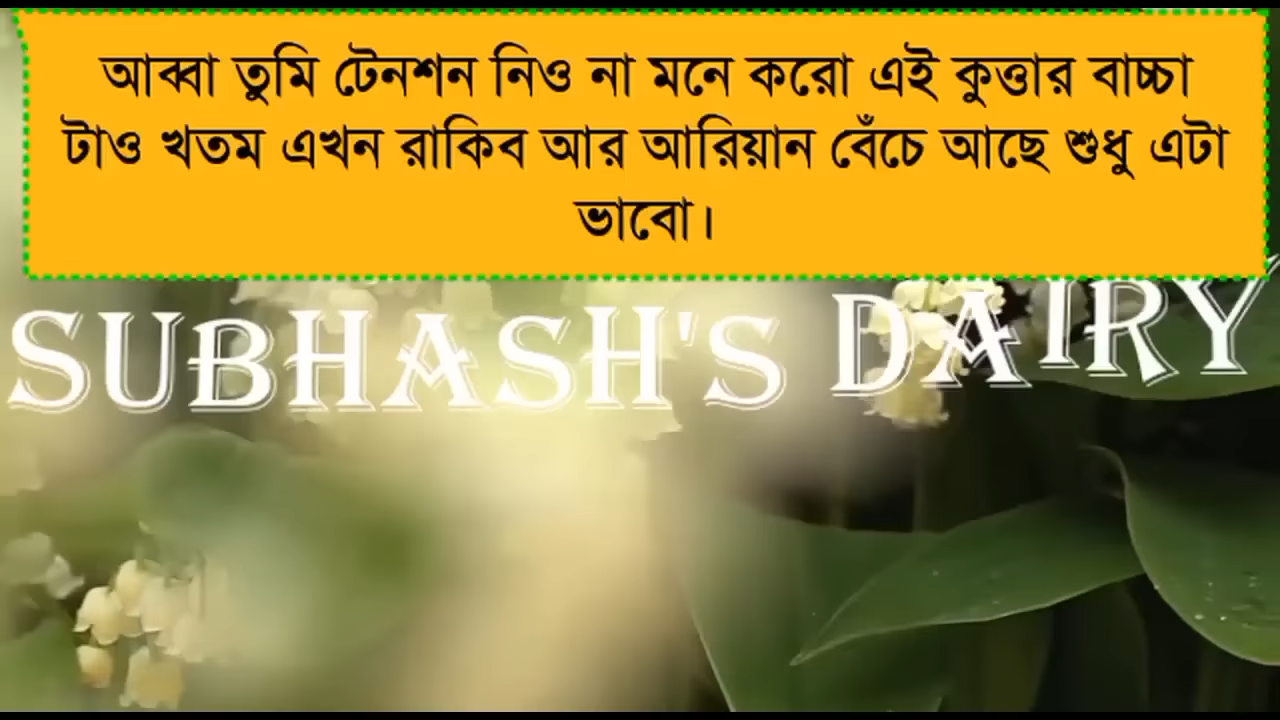 আব্বা তুমি টেনশন নিও না মনে করো এই কুত্তার বাচ্চা
টাও খতম এখন রাকিব আর আরিয়ান বেঁচে আছে শুধু এটা
ভাবো।
SUBHASH'S DAIRY